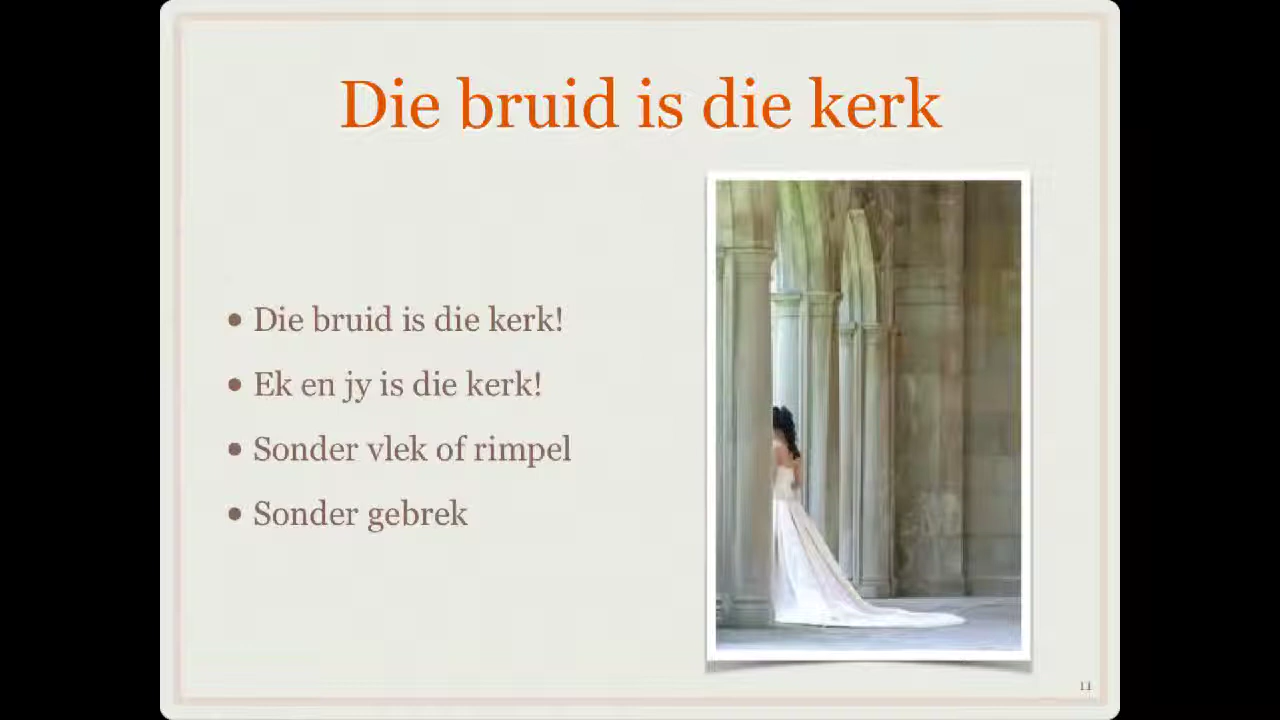 Die bruid is die kerk
• Die bruid is die kerk!
• Ek en jy is die kerk!
• Sonder vlek of rimpel
• Sonder gebrek
11